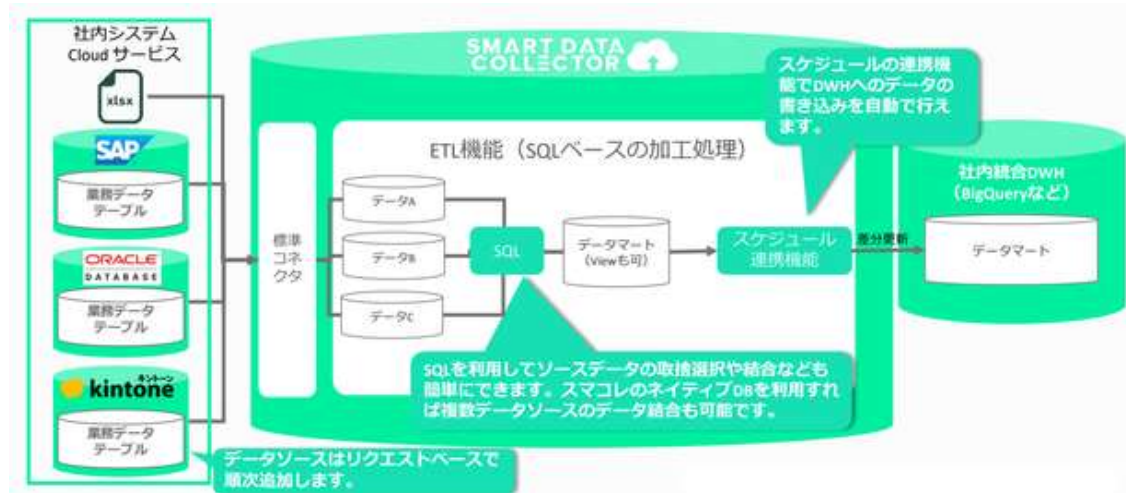 社内システム
Cloud サービス
xlsx
SAP
業務データ
テーブル
ORACLE
DATABASE
業務データ
テーブル
キントーン
kintone
業務データ
テーブル
データソースはリクエストベースで
順次追加します。
SMART DATA
COLLECTOR
標準
コネ
クタ
ETL機能（SQLベースの加工処理）
データA
データB
データC
SQL
データマート
（Viewも可）
スケジュール
連携機能
差分更新
スケジュールの連携機
能でDWHへのデータの
書き込みを自動で行え
ます。
SQLを利用してソースデータの取捨選択や結合なども
簡単にできます。スマコレのネイティブDBを利用すれ
ば複数データソースのデータ結合も可能です。
社内統合DWH
（BigQueryなど）
データマート